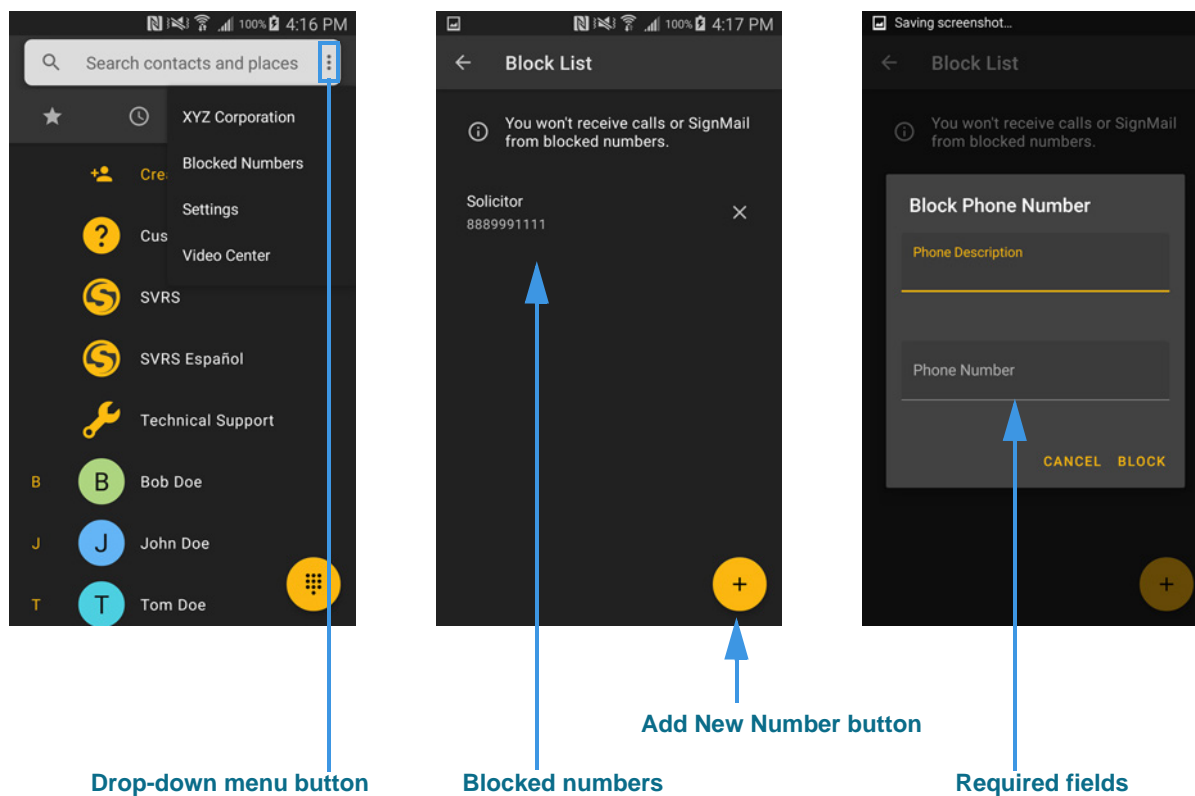 100% 4:16 PM
Search contacts and places
XYZ Corporation
Blocked Numbers
Settings
Video Center
Cre
Cus
SVRS
SVRS Español
Technical Support
B B Bob Doe
J J John Doe
T T Tom Doe
Drop-down menu button
100% 4:17 PM
Block List
You won't receive calls or SignMail
from blocked numbers.
Solicitor
8889991111
Add New Number button
Blocked numbers
Saving screenshot...
Block List
You won't receive calls or SignMail
from blocked numbers.
Block Phone Number
Phone Description
Phone Number
CANCEL BLOCK
Required fields